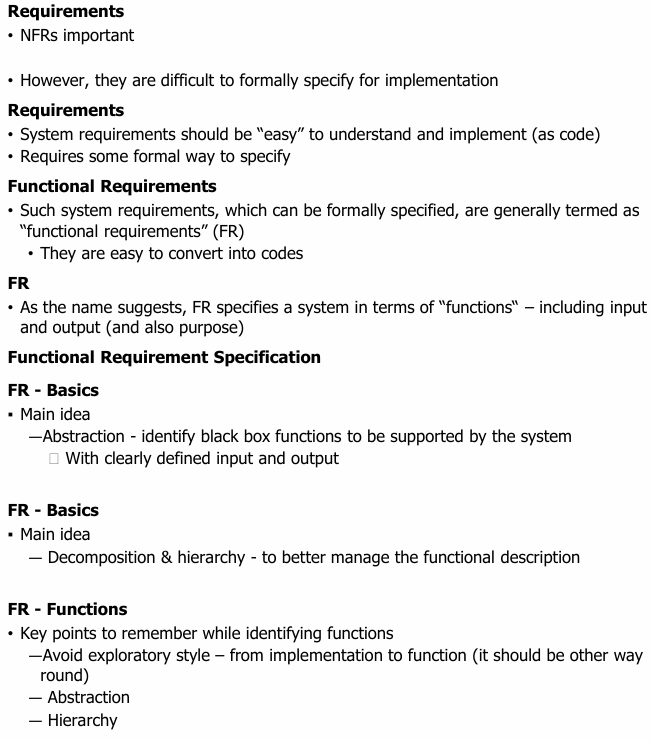 Requirements
• NFRs important
• However, they are difficult to formally specify for implementation
Requirements
• System requirements should be “easy” to understand and implement (as code)
• Requires some formal way to specify
Functional Requirements
• Such system requirements, which can be formally specified, are generally termed as
“functional requirements” (FR)
• They are easy to convert into codes
FR
• As the name suggests, FR specifies a system in terms of “functions“ – including input
and output (and also purpose)
Functional Requirement Specification
FR - Basics
▪ Main idea
—Abstraction - identify black box functions to be supported by the system
□ With clearly defined input and output
FR - Basics
▪ Main idea
— Decomposition & hierarchy - to better manage the functional description
FR - Functions
• Key points to remember while identifying functions
—Avoid exploratory style – from implementation to function (it should be other way
round)
— Abstraction
— Hierarchy